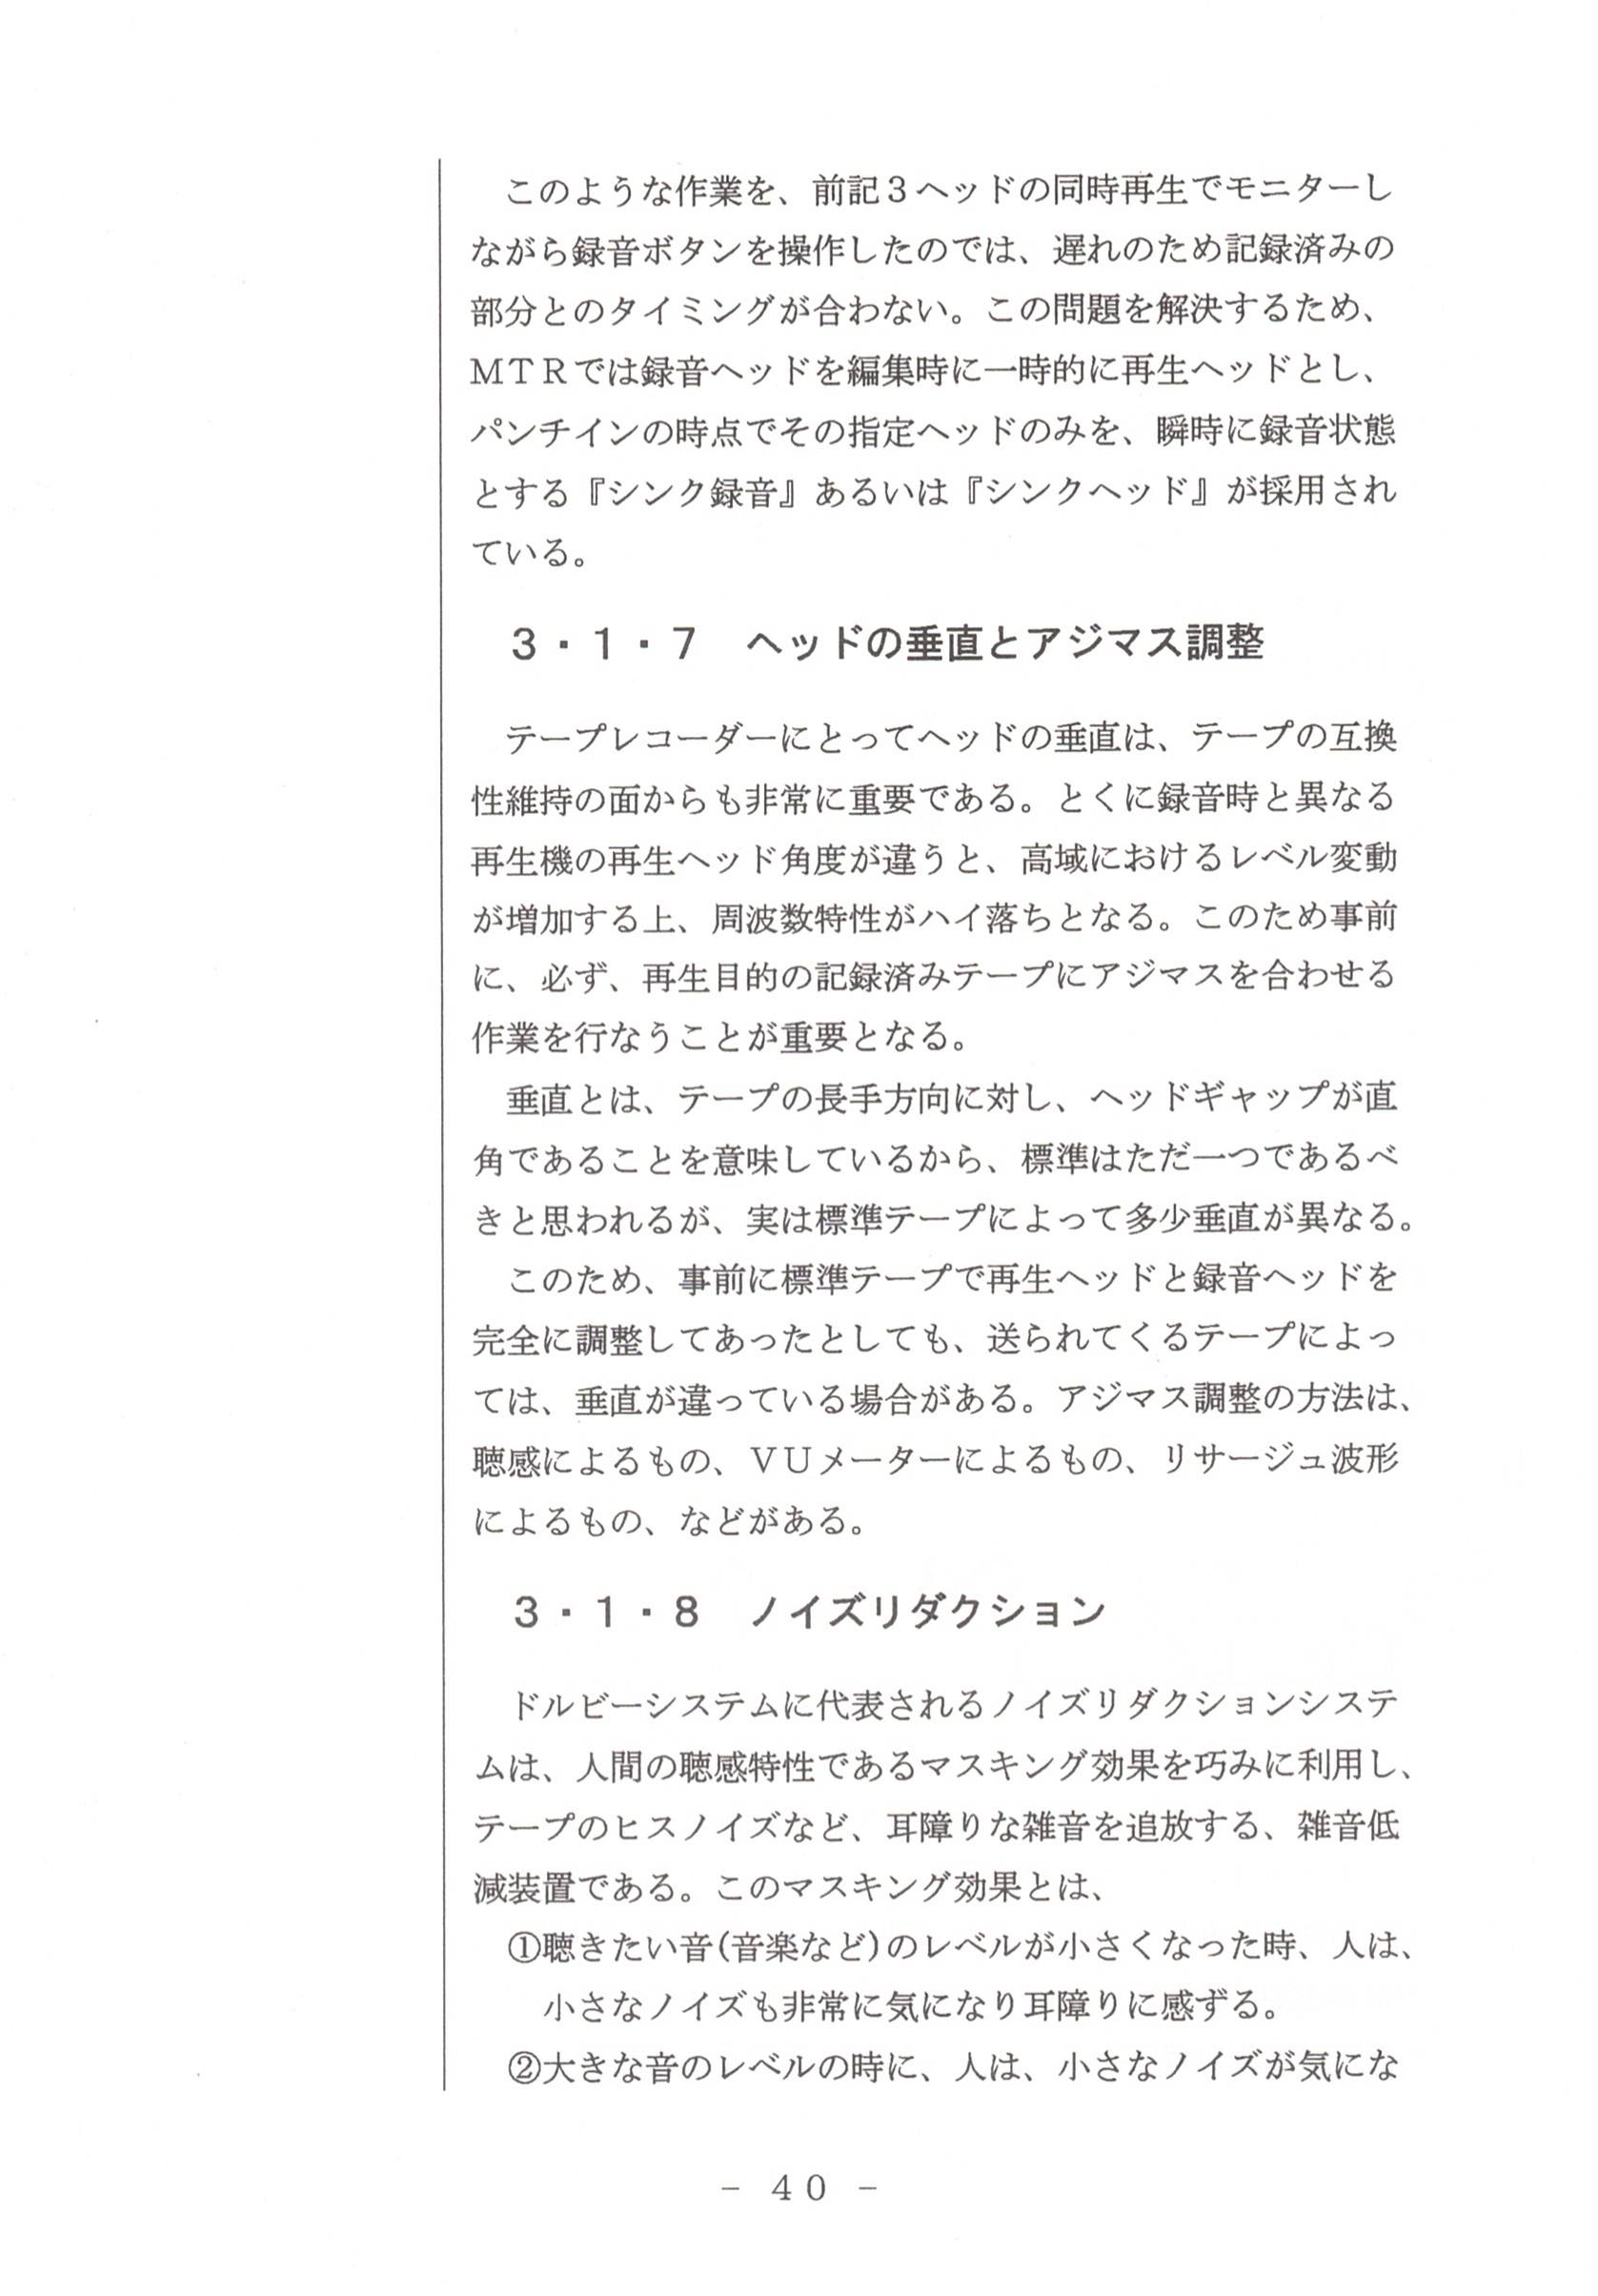 このような作業を、前記３ヘッドの同時再生でモニターし
ながら録音ボタンを操作したのでは、遅れのため記録済みの
部分とのタイミングが合わない。この問題を解決するため、
ＭＴＲでは録音ヘッドを編集時に一時的に再生ヘッドとし、
パンチインの時点でその指定ヘッドのみを、瞬時に録音状態
とする『シンク録音』あるいは『シンクヘッド』が採用され
ている。
３・１・７　ヘッドの垂直とアジマス調整
テープレコーダーにとってヘッドの垂直は、テープの互換
性維持の面からも非常に重要である。とくに録音時と異なる
再生機の再生ヘッド角度が違うと、高域におけるレベル変動
が増加する上、周波数特性がハイ落ちとなる。このため事前
に、必ず、再生目的の記録済みテープにアジマスを合わせる
作業を行なうことが重要となる。
垂直とは、テープの長手方向に対し、ヘッドギャップが直
角であることを意味しているから、標準はただ一つであるべ
きと思われるが、実は標準テープによって多少垂直が異なる。
このため、事前に標準テープで再生ヘッドと録音ヘッドを
完全に調整してあったとしても、送られてくるテープによっ
ては、垂直が違っている場合がある。アジマス調整の方法は、
聴感によるもの、ＶＵメーターによるもの、リサージュ波形
によるもの、などがある。
３・１・８　ノイズリダクション
ドルビーシステムに代表されるノイズリダクションシステ
ムは、人間の聴感特性であるマスキング効果を巧みに利用し、
テープのヒスノイズなど、耳障りな雑音を追放する、雑音低
減装置である。このマスキング効果とは、
①聴きたい音(音楽など)のレベルが小さくなった時、人は、
小さなノイズも非常に気になり耳障りに感ずる。
②大きな音のレベルの時に、人は、小さなノイズが気にな
－ 40 －